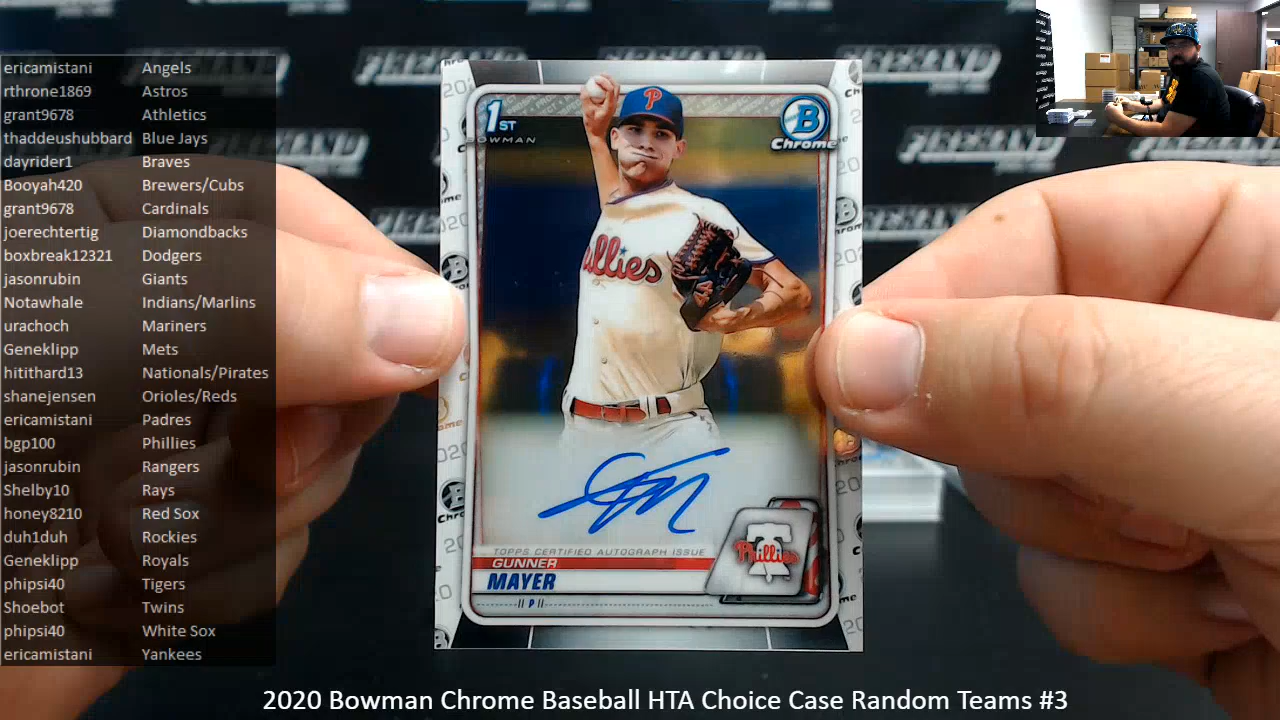 ericamistani Angels
rthrone1869 Astros
grant9678 Athletics
thaddeushubbard Blue Jays
dayrider1 Braves
Booyah420 Brewers/Cubs
grant9678 Cardinals
joerechtertig Diamondbacks
boxbreak12321 Dodgers
jasonrubin Giants
Notawhale Indians/Marlins
urachoch Mariners
Geneklipp Mets
hitithard13 Nationals/Pirates
shanejensen Orioles/Reds
ericamistani Padres
bgp100 Phillies
jasonrubin Rangers
Shelby10 Rays
honey8210 Red Sox
duh1duh Rockies
Geneklipp Royals
phipsi40 Tigers
Shoebot Twins
phipsi40 White Sox
ericamistani Yankees
1ST
BOWMAN
B
Chrome
P
illies
4
TOPPS CERTIFIED AUTOGRAPH ISSUE
GUNNER
MAYER
P
Phillies
2020 Bowman Chrome Baseball HTA Choice Case Random Teams #3